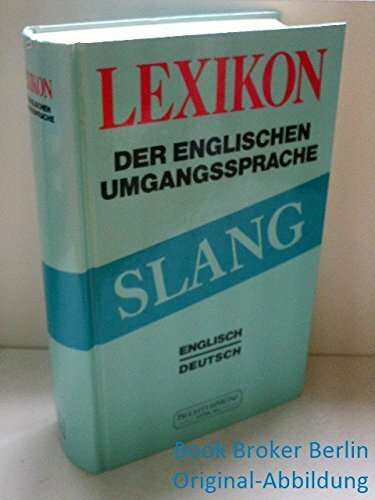 LEXIKON
DER ENGLISCHEN
UMGANGSSPRACHE
SLANG
ENGLISCH
DEUTSCH
LEXIKON
Book Broker Berlin
Original-Abbildung